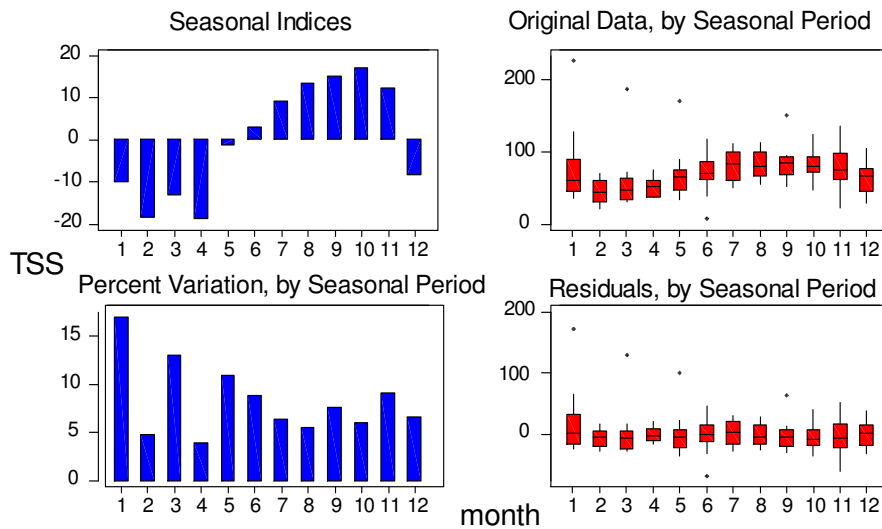 Seasonal Indices
20
10
0
-10
-20
1 2 3 4 5 6 7 8 9 10 11 12
Original Data, by Seasonal Period
200
100
0
1 2 3 4 5 6 7 8 9 10 11 12
TSS
Percent Variation, by Seasonal Period
15
10
5
0
1 2 3 4 5 6 7 8 9 10 11 12
Residuals, by Seasonal Period
200
100
0
1 2 3 4 5 6 7 8 9 10 11 12
month